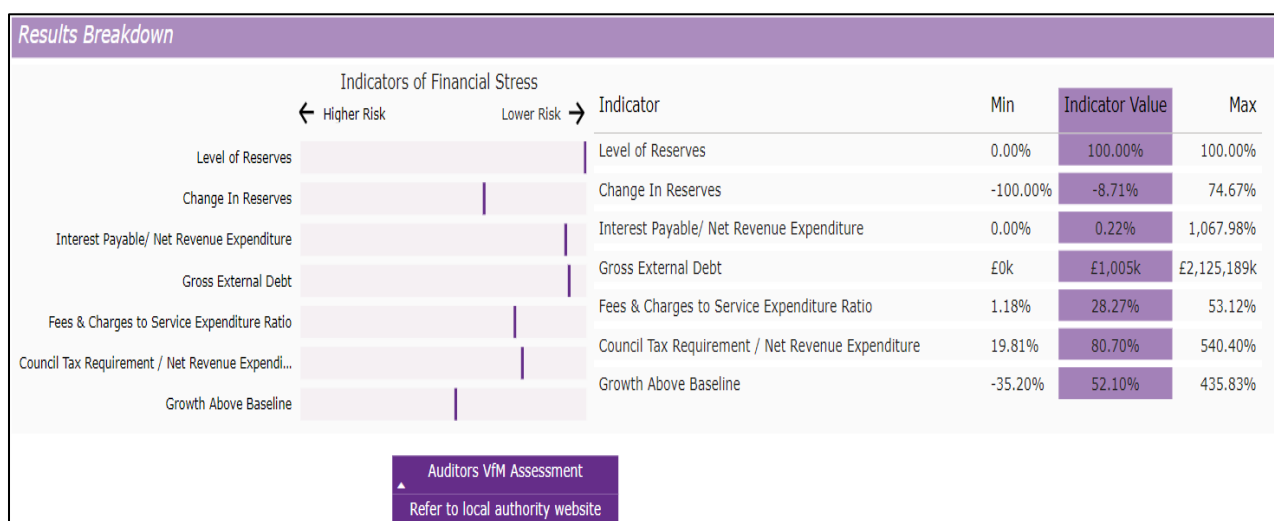 Results Breakdown
Indicators of Financial Stress
← Higher Risk Lower Risk →
Level of Reserves
Change In Reserves
Interest Payable/ Net Revenue Expenditure
Gross External Debt
Fees & Charges to Service Expenditure Ratio
Council Tax Requirement / Net Revenue Expendi...
Growth Above Baseline
Indicator Min Indicator Value Max
Level of Reserves 0.00% 100.00% 100.00%
Change In Reserves -100.00% -8.71% 74.67%
Interest Payable/ Net Revenue Expenditure 0.00% 0.22% 1,067.98%
Gross External Debt £0k £1,005k £2,125,189k
Fees & Charges to Service Expenditure Ratio 1.18% 28.27% 53.12%
Council Tax Requirement / Net Revenue Expenditure 19.81% 80.70% 540.40%
Growth Above Baseline -35.20% 52.10% 435.83%
Auditors VfM Assessment
Refer to local authority website